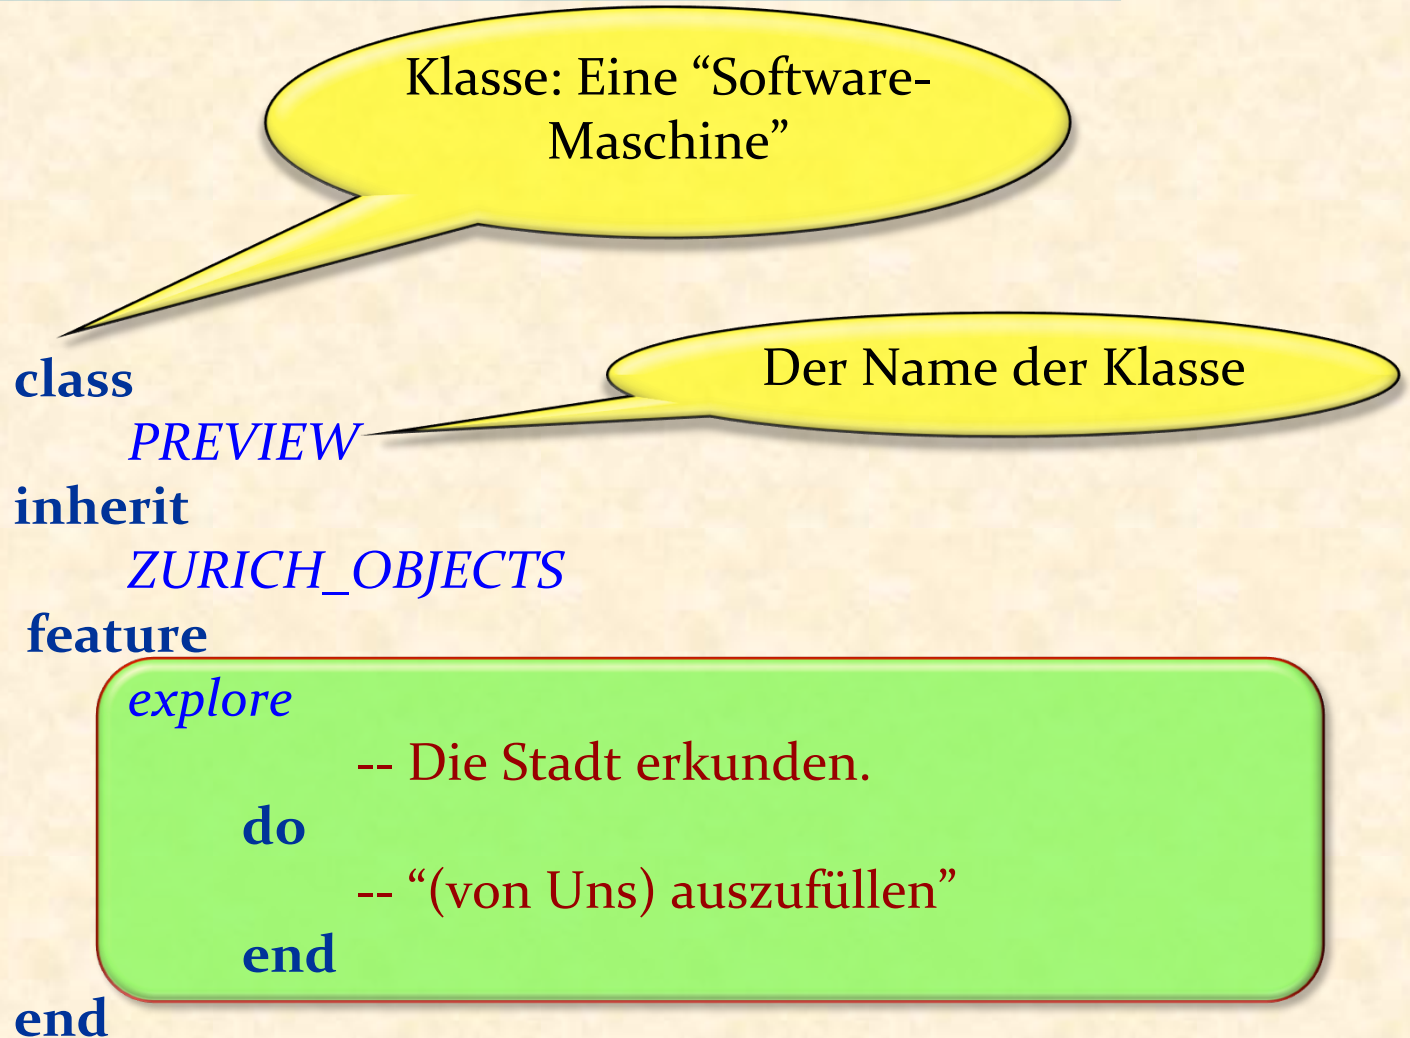 Klasse: Eine “Software-
Maschine”
Der Name der Klasse
class
PREVIEW
inherit
ZURICH_OBJECTS
feature
explore
-- Die Stadt erkunden.
do
-- “(von Uns) auszufüllen”
end
end